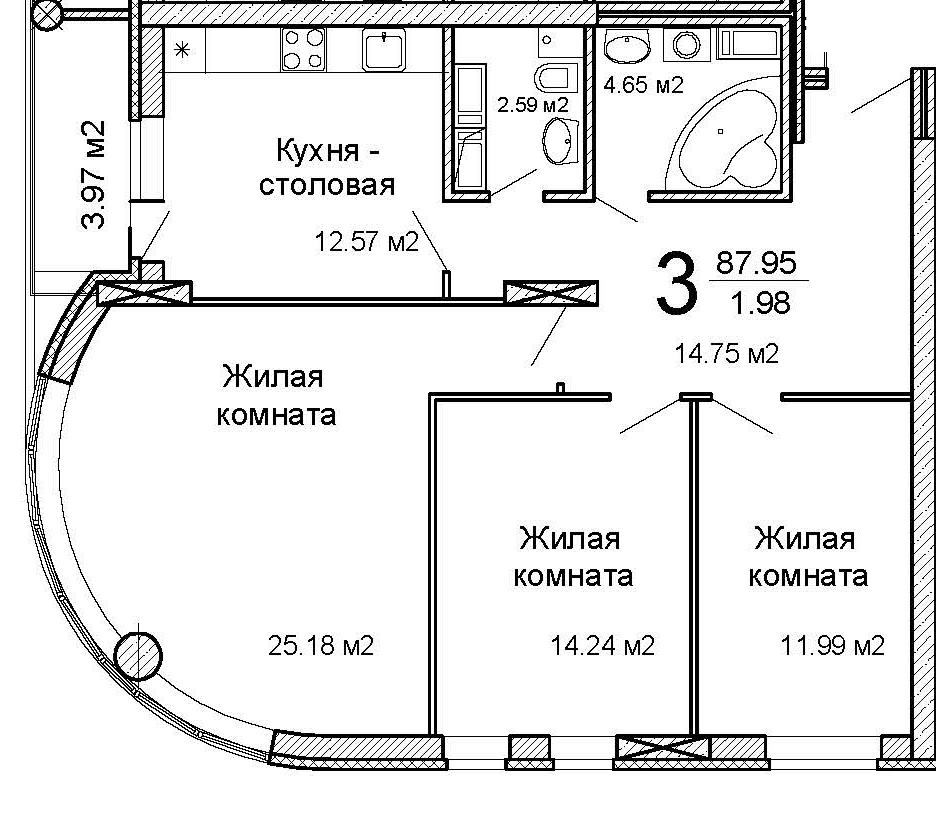 3.97 м2
Кухня -
столовая
12.57 м2
2.59 м2
4.65 м2
3
87.95
1.98
14.75 м2
Жилая
комната
25.18 м2
Жилая
комната
14.24 м2
Жилая
комната
11.99 м2